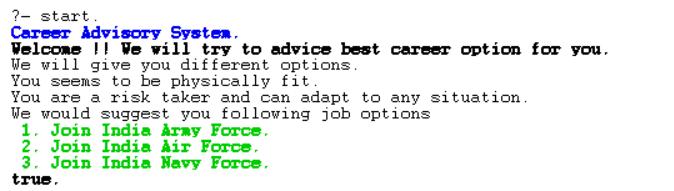 ?- start.
Career Advisory System.
Welcome !! We will try to advice best career option for you.
We will give you different options.
You seems to be physically fit.
You are a risk taker and can adapt to any situation.
We would suggest you following job options
1. Join India Army Force.
2. Join India Air Force.
3. Join India Navy Force.
true.